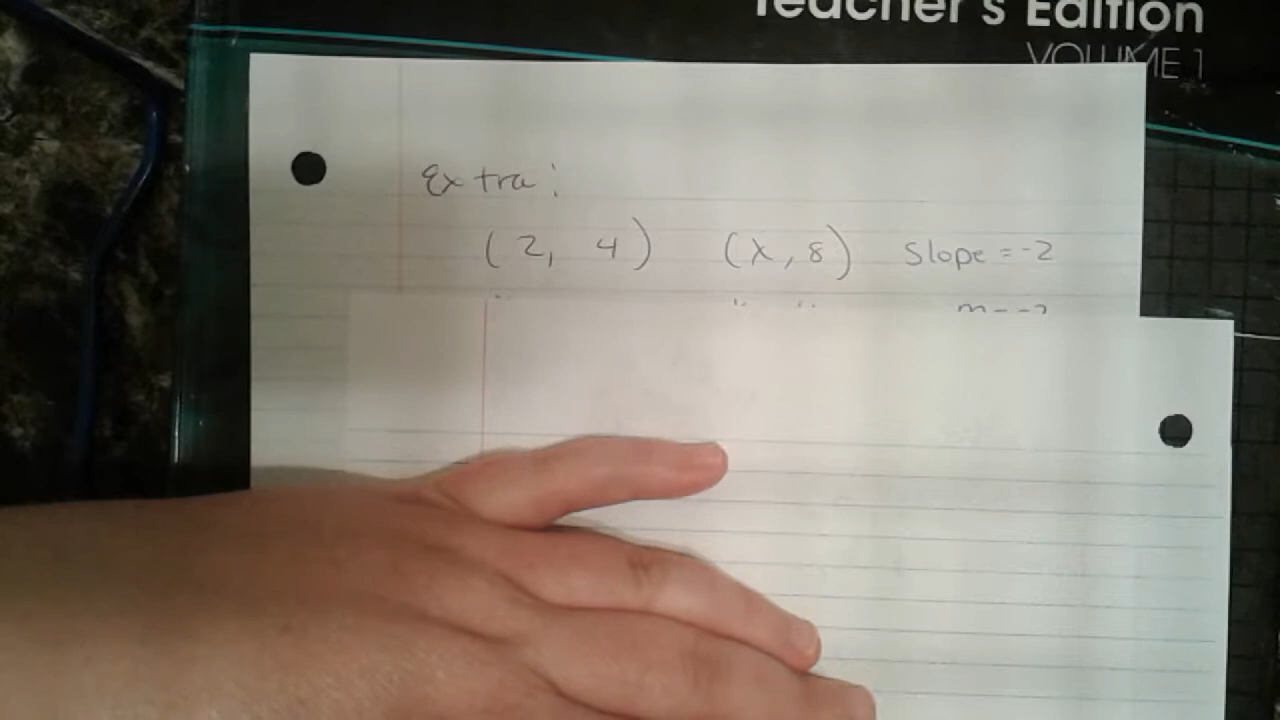 Teacher's Edition
VOLUME 1
Extra:
(2, 4) (x, 8) Slope = -2